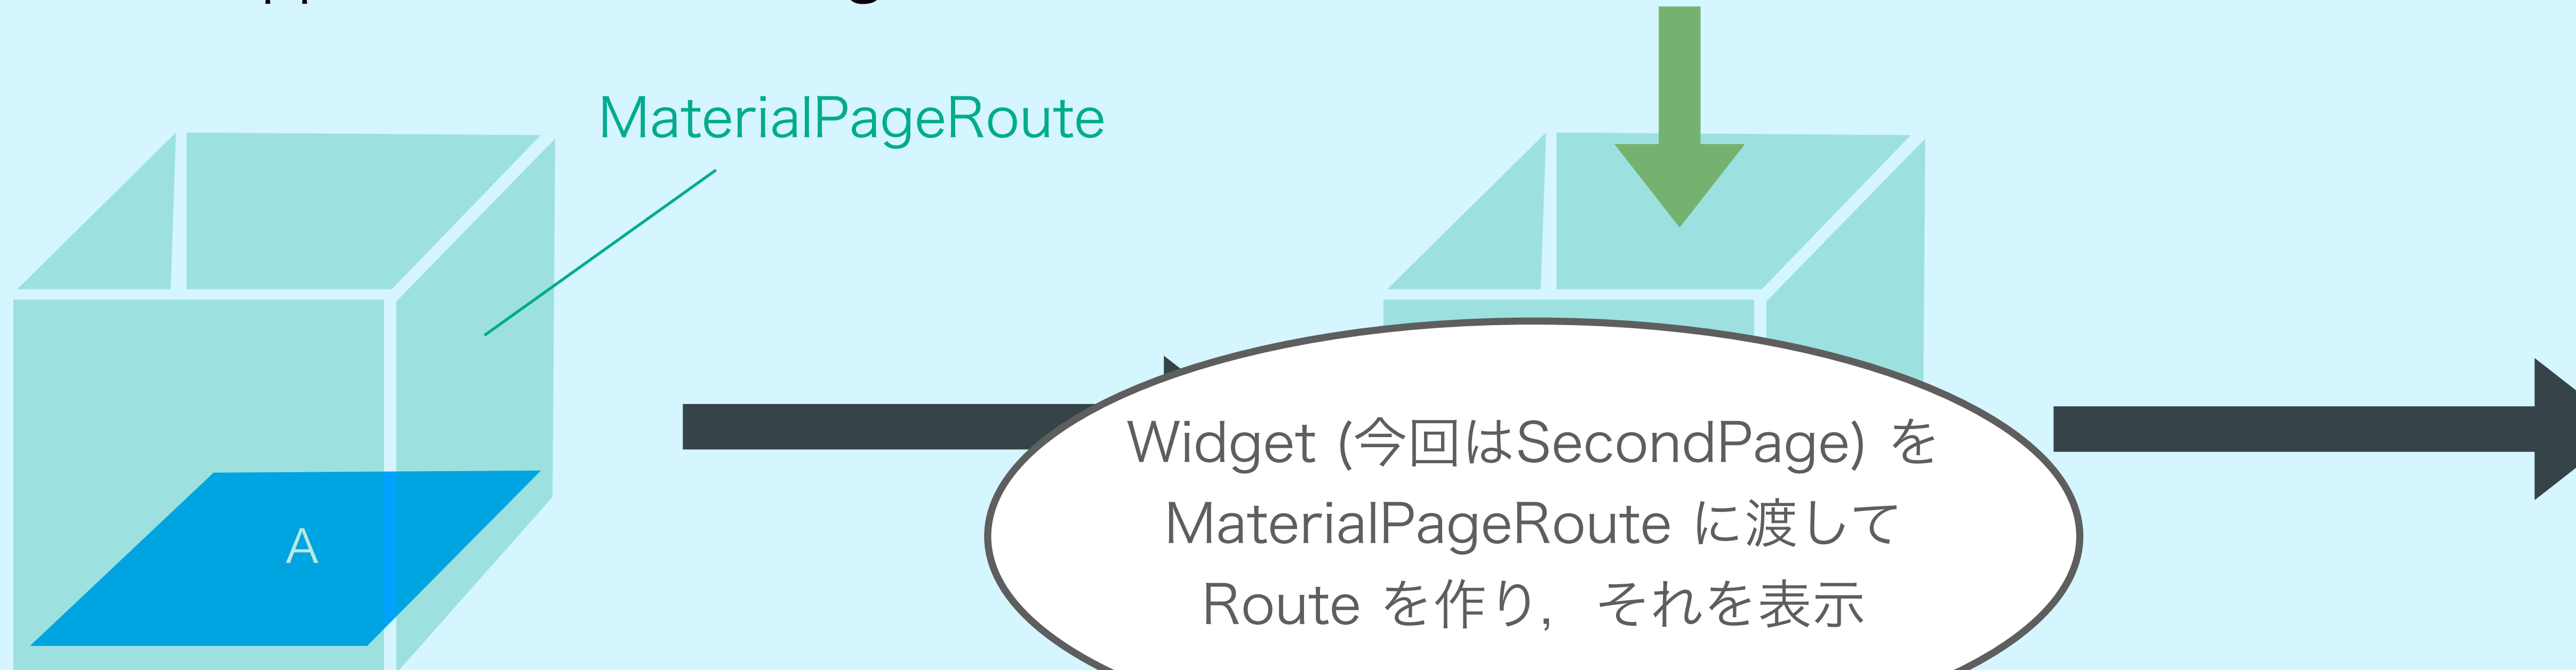 MaterialPageRoute
Widget (今回はSecondPage) を
MaterialPageRoute に渡して
Route を作り，それを表示
A